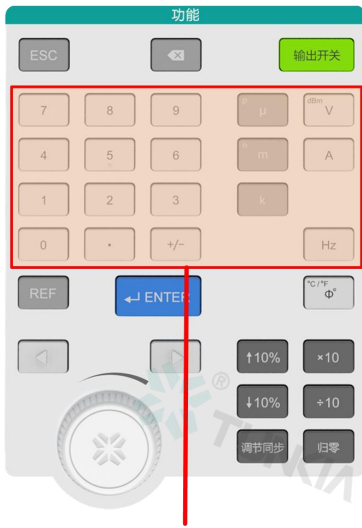 功能
ESC
输出开关
7 8 9 p μ dBm V
4 5 6 n m A
1 2 3 k
0 · +/- Hz
REF ↵ ENTER °C/°F Φ°
↑10% ×10
↓10% ÷10
调节同步 归零
® TUNKIA